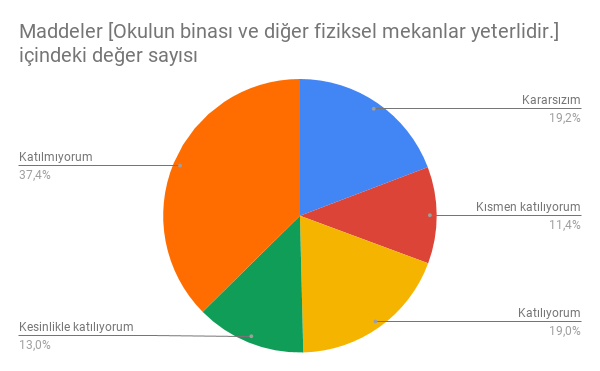 Maddeler [Okulun binası ve diğer fiziksel mekanlar yeterlidir.]
içindeki değer sayısı
Kararsızım
19,2%
Katılmıyorum
37,4%
Kısmen katılıyorum
11,4%
Katılıyorum
19,0%
Kesinlikle katılıyorum
13,0%